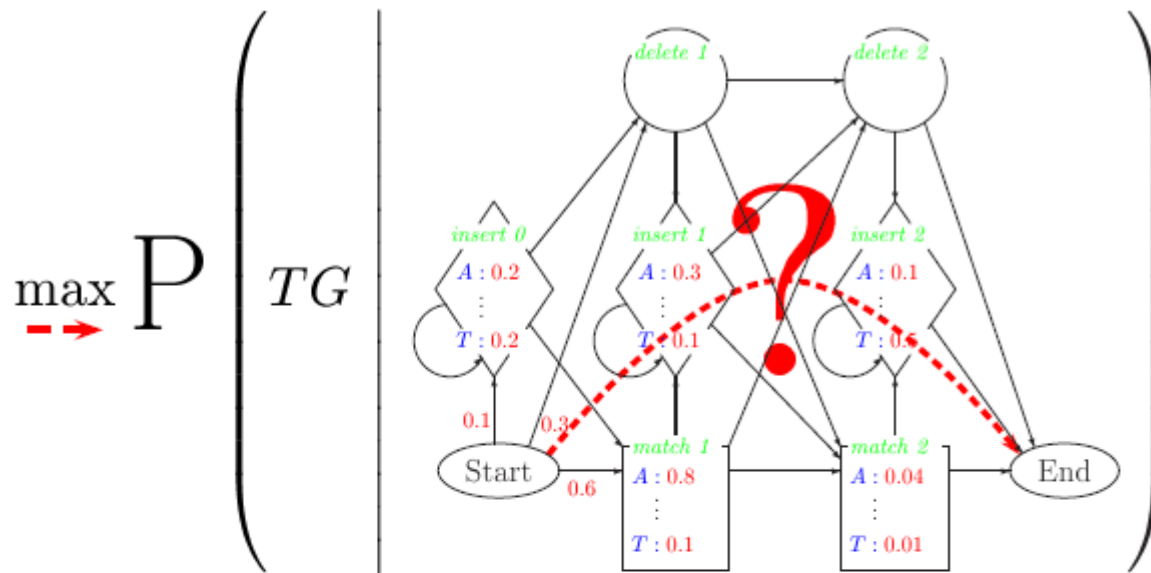 max P ( TG | )
delete 1
delete 2
insert 0
A : 0.2
⋮
T : 0.2
insert 1
A : 0.3
⋮
T : 0.1
insert 2
A : 0.1
⋮
T : 0.5
?
0.1
0.3
0.6
Start
match 1
A : 0.8
⋮
T : 0.1
match 2
A : 0.04
⋮
T : 0.01
End